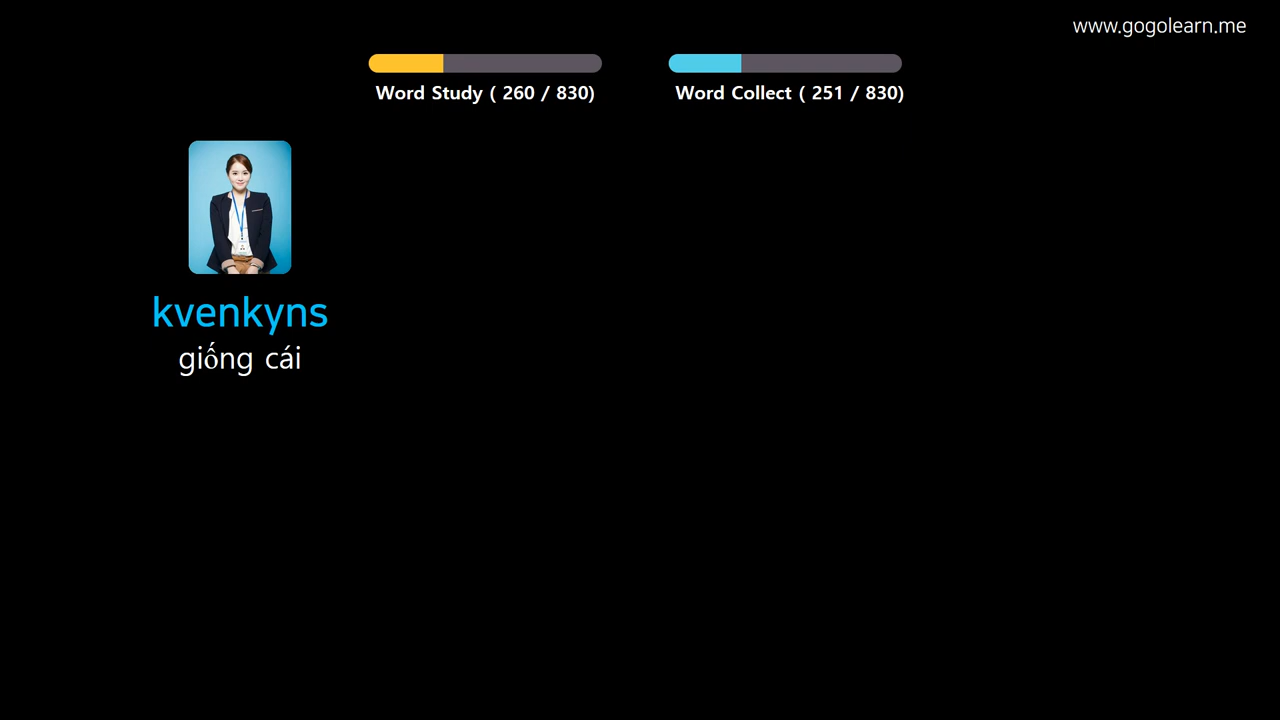 www.gogolearn.me
Word Study ( 260 / 830)
Word Collect ( 251 / 830)
kvenkyns
giống cái